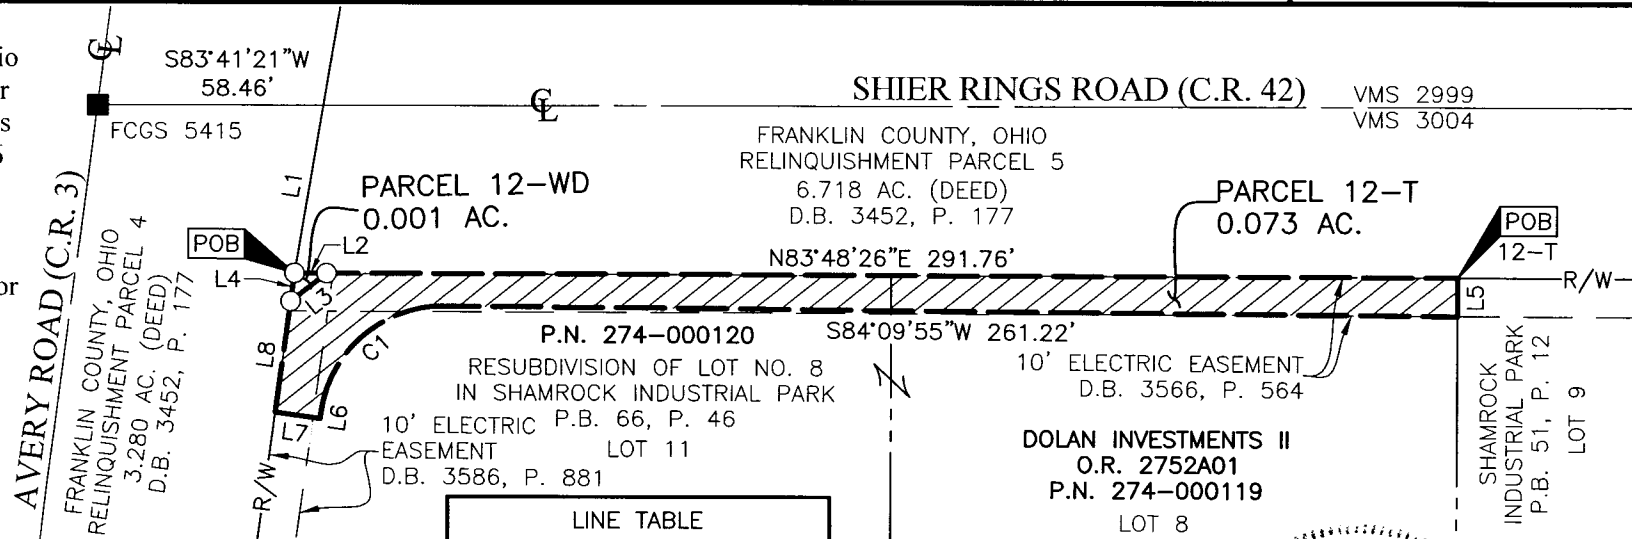 io
r
s
5
or
℄
S83°41'21"W
58.46'
FCGS 5415
℄
SHIER RINGS ROAD (C.R. 42)
VMS 2999
VMS 3004
FRANKLIN COUNTY, OHIO
RELINQUISHMENT PARCEL 5
6.718 AC. (DEED)
D.B. 3452, P. 177
L1
PARCEL 12-WD
0.001 AC.
PARCEL 12-T
0.073 AC.
POB
POB
12-T
L2
L4
L3
N83°48'26"E 291.76'
R/W
L5
AVERY ROAD (C.R. 3)
FRANKLIN COUNTY, OHIO
RELINQUISHMENT PARCEL 4
3.280 AC. (DEED)
D.B. 3452, P. 177
L8
C1
P.N. 274-000120
S84°09'55"W 261.22'
RESUBDIVISION OF LOT NO. 8
IN SHAMROCK INDUSTRIAL PARK
P.B. 66, P. 46
LOT 11
10' ELECTRIC EASEMENT
D.B. 3566, P. 564
L6
L7
10' ELECTRIC
EASEMENT
D.B. 3586, P. 881
R/W
DOLAN INVESTMENTS II
O.R. 2752A01
P.N. 274-000119
LOT 8
SHAMROCK
INDUSTRIAL PARK
P.B. 51, P. 12
LOT 9
LINE TABLE